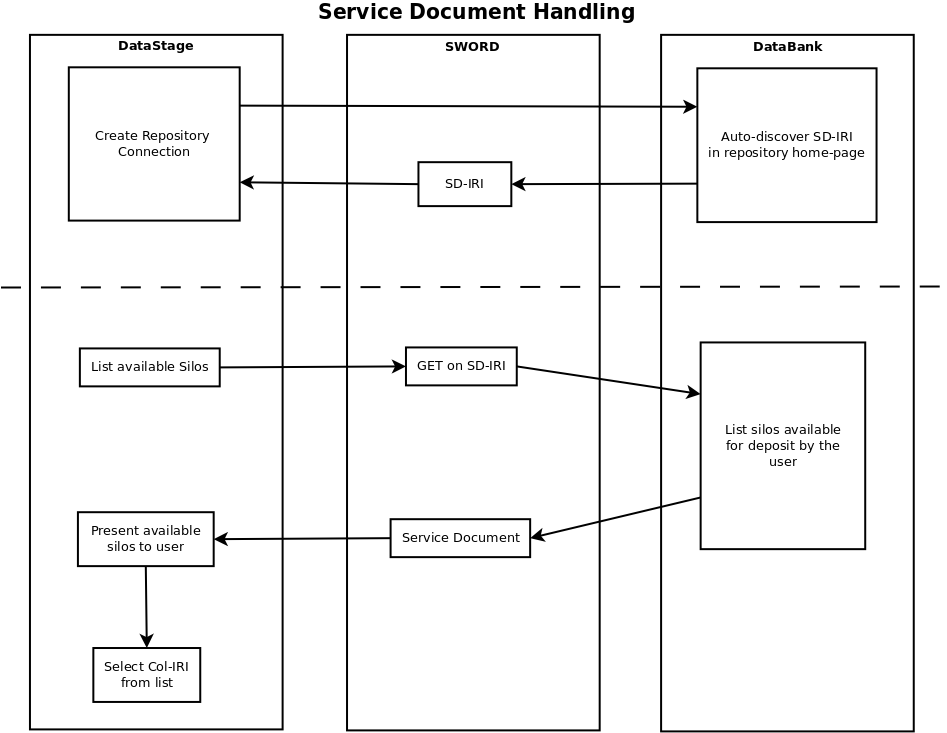 Service Document Handling
DataStage
SWORD
DataBank
Create Repository
Connection
Auto-discover SD-IRI
in repository home-page
SD-IRI
List available Silos
GET on SD-IRI
List silos available
for deposit by the
user
Present available
silos to user
Service Document
Select Col-IRI
from list